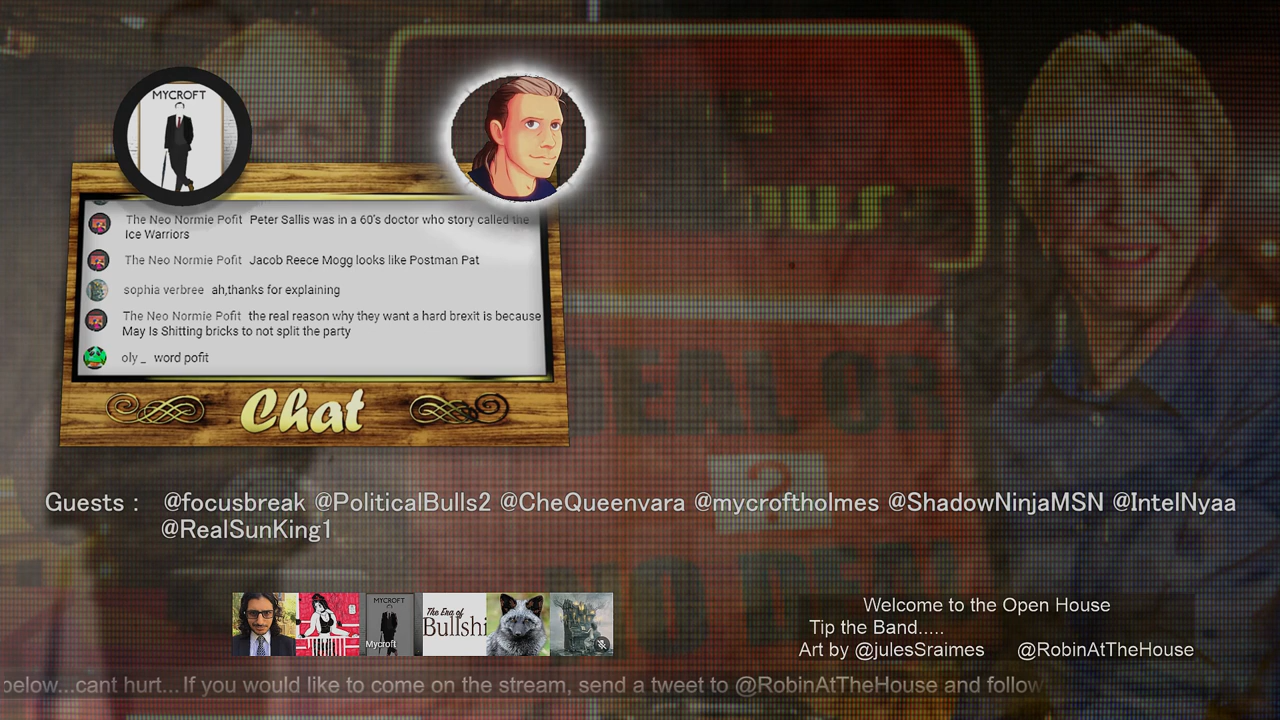 MYCROFT
The Neo Normie Pofit Peter Sallis was in a 60's doctor who story called the
Ice Warriors
The Neo Normie Pofit Jacob Reece Mogg looks like Postman Pat
sophia verbree ah,thanks for explaining
The Neo Normie Pofit the real reason why they want a hard brexit is because
May Is Shitting bricks to not split the party
oly _ word pofit
Chat
DEAL OR
?
NO DEAL
Guests : @focusbreak @PoliticalBulls2 @CheQueenvara @mycroftholmes @ShadowNinjaMSN @IntelNyaa
@RealSunKing1
MYCROFT
Mycroft
The Era of
Bullshi
Welcome to the Open House
Tip the Band.....
Art by @julesSraimes @RobinAtTheHouse
below...cant hurt... If you would like to come on the stream, send a tweet to @RobinAtTheHouse and follow